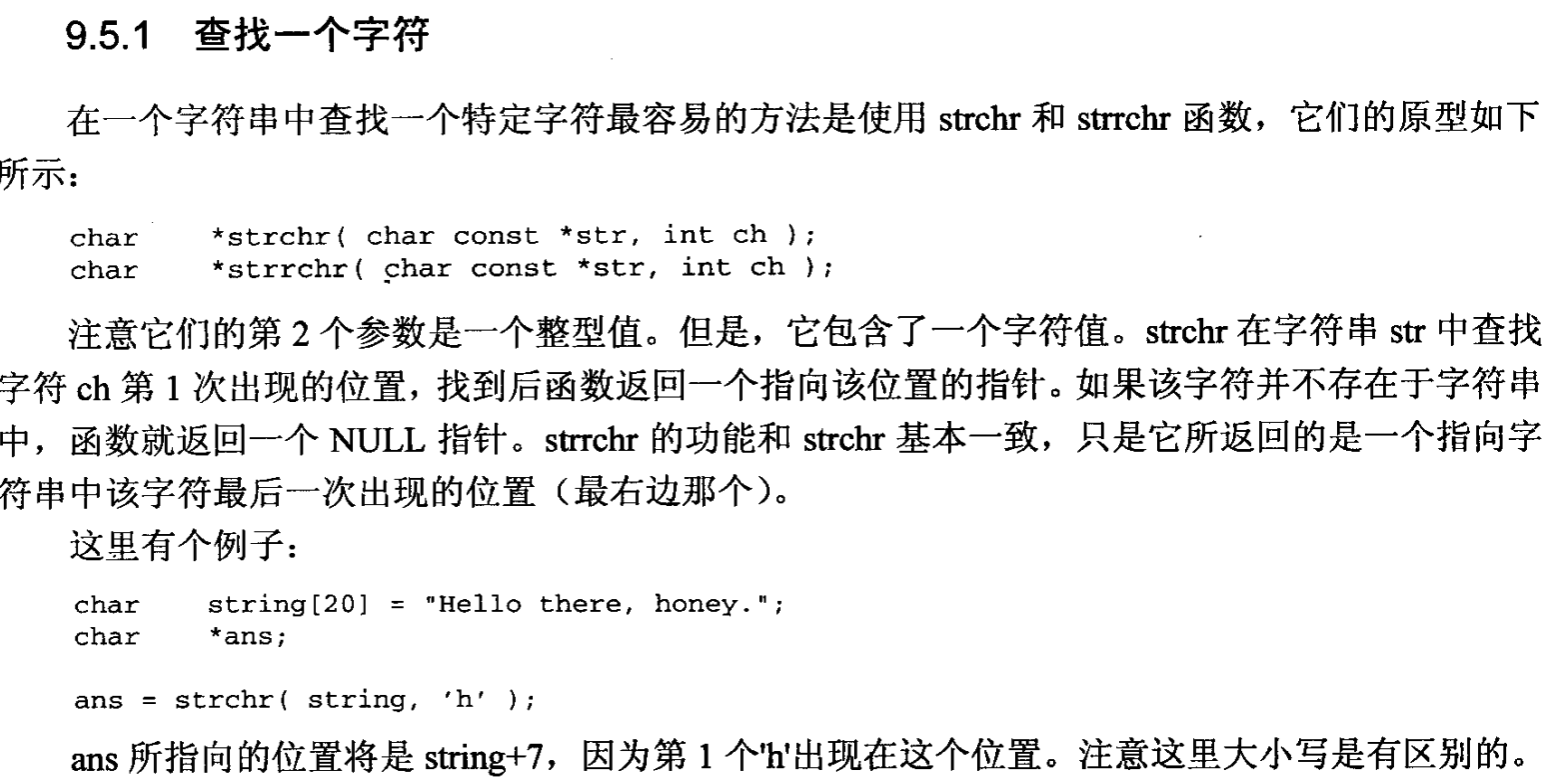 9.5.1 查找一个字符
在一个字符串中查找一个特定字符最容易的方法是使用 strchr 和 strrchr 函数，它们的原型如下
所示：
char *strchr( char const *str, int ch );
char *strrchr( char const *str, int ch );
注意它们的第 2 个参数是一个整型值。但是，它包含了一个字符值。strchr 在字符串 str 中查找
字符 ch 第 1 次出现的位置，找到后函数返回一个指向该位置的指针。如果该字符并不存在于字符串
中，函数就返回一个 NULL 指针。strrchr 的功能和 strchr 基本一致，只是它所返回的是一个指向字
符串中该字符最后一次出现的位置（最右边那个）。
这里有个例子：
char string[20] = "Hello there, honey.";
char *ans;
ans = strchr( string, 'h' );
ans 所指向的位置将是 string+7，因为第 1 个'h'出现在这个位置。注意这里大小写是有区别的。